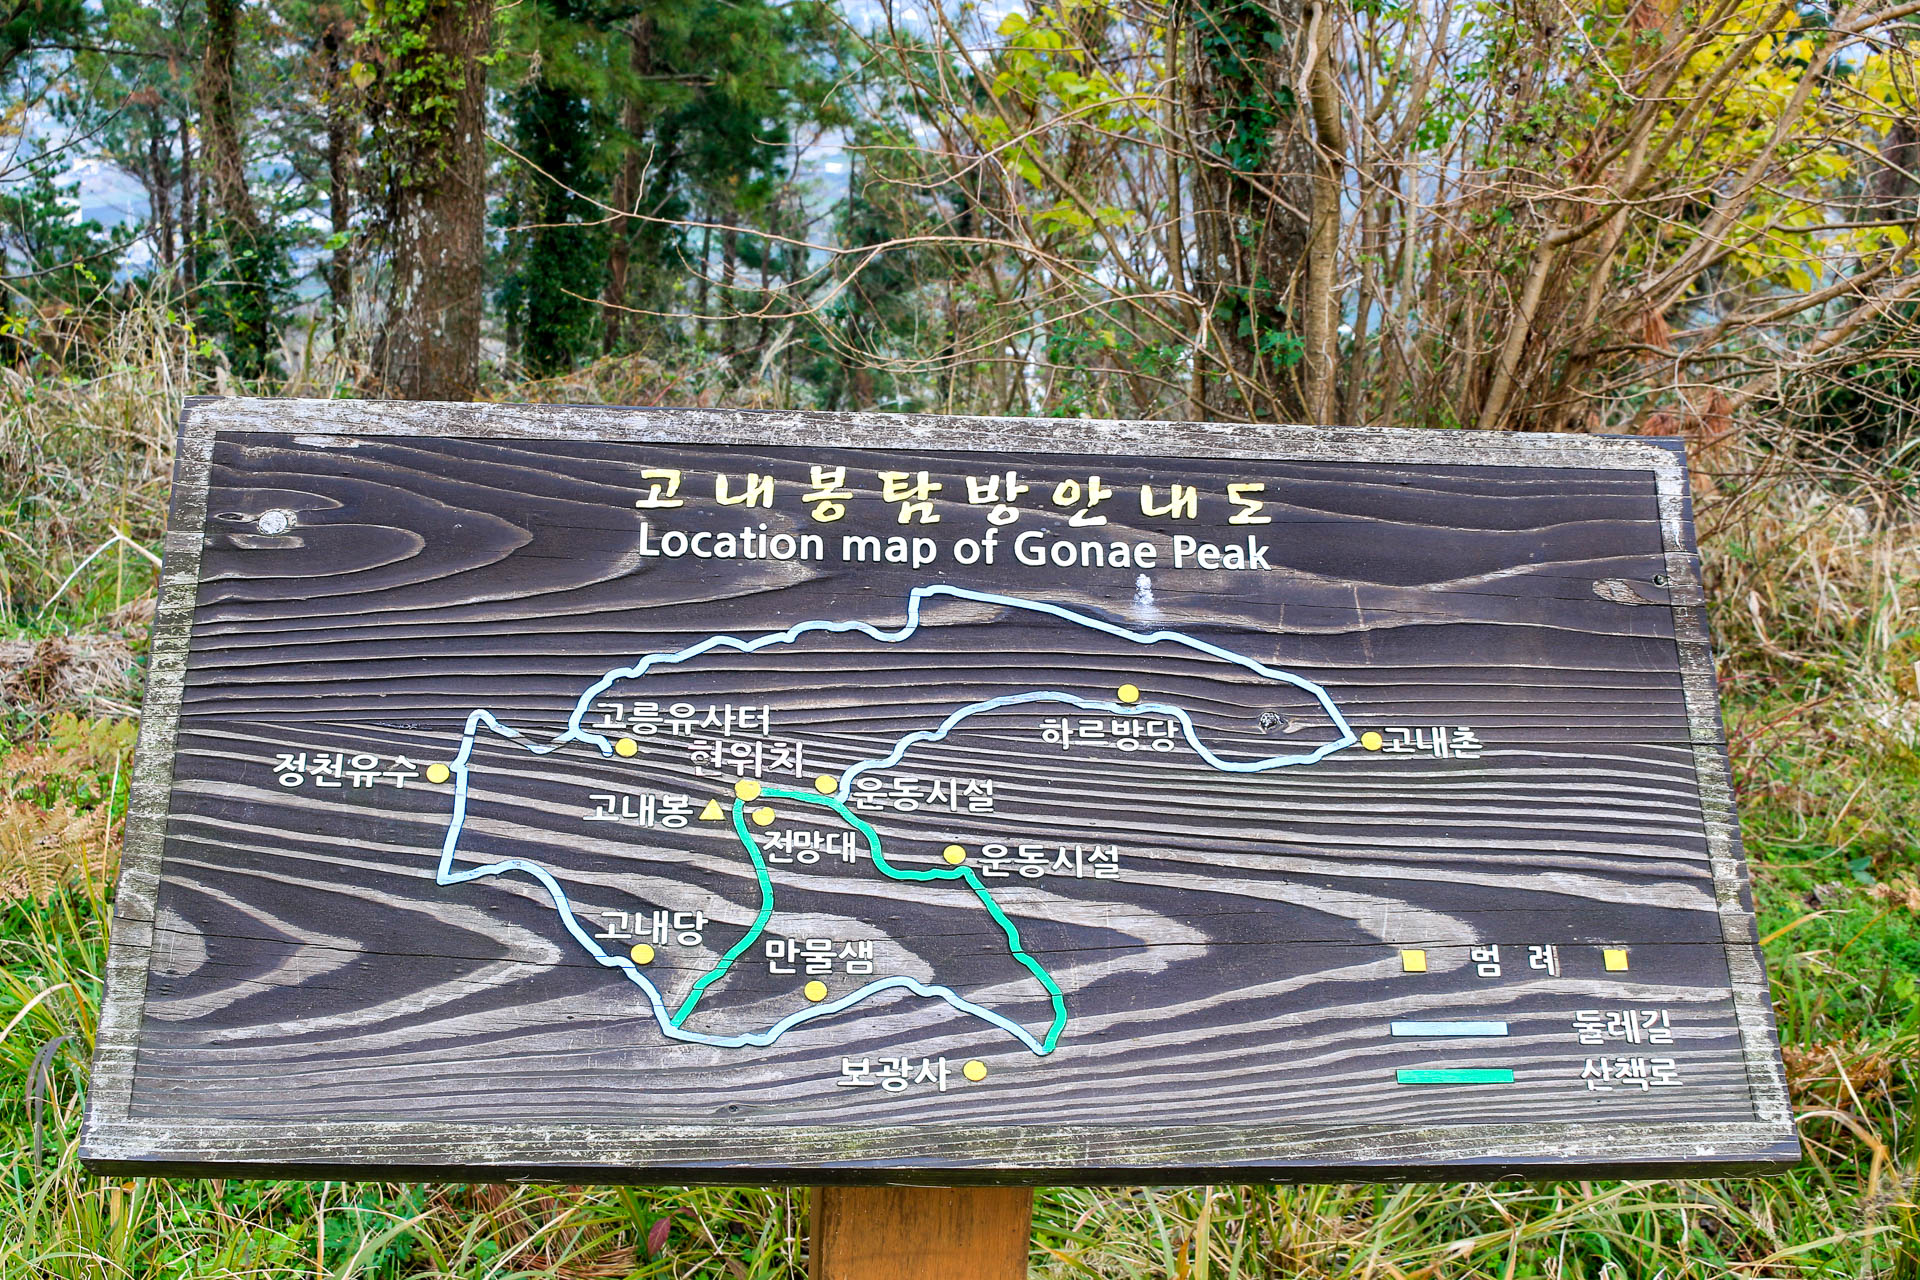 고내봉탐방안내도
Location map of Gonae Peak
고릉유사터
하르방당
고내촌
현위치
정천유수
운동시설
고내봉
전망대
운동시설
고내당
만물샘
범 례
둘레길
보광사
산책로